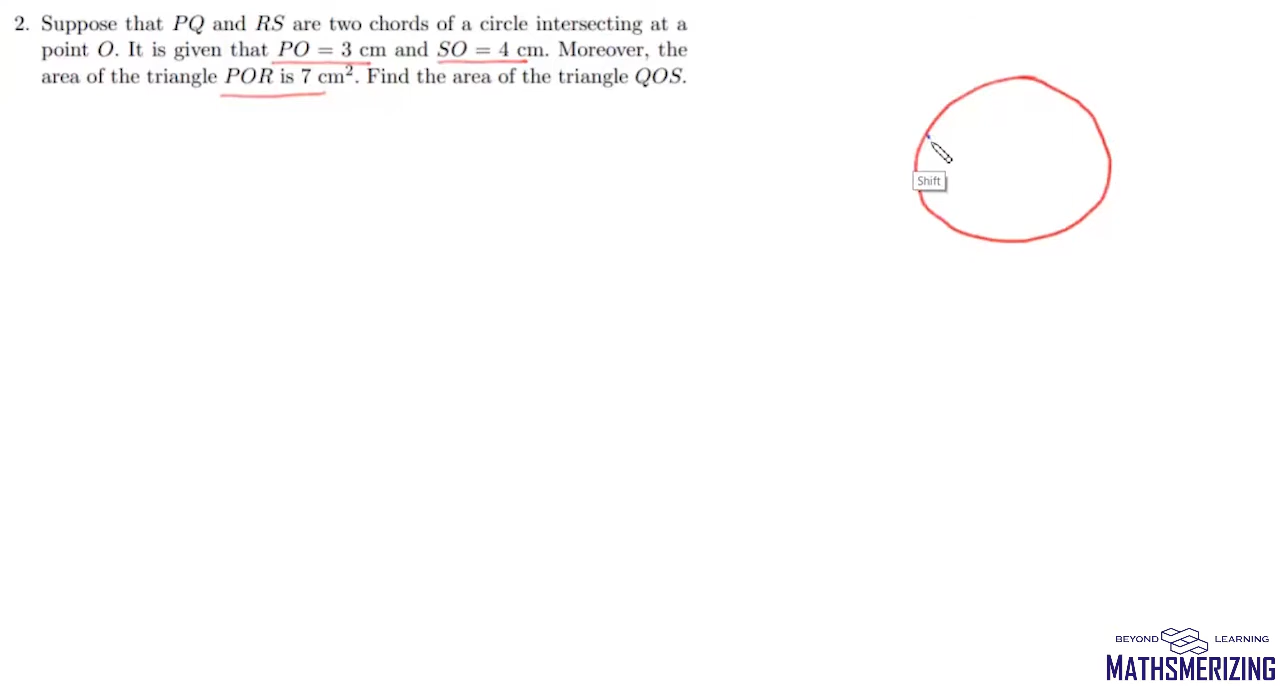 2. Suppose that PQ and RS are two chords of a circle intersecting at a
point O. It is given that PO = 3 cm and SO = 4 cm. Moreover, the
area of the triangle POR is 7 cm². Find the area of the triangle QOS.
Shift
BEYOND LEARNING
MATHSMERIZING